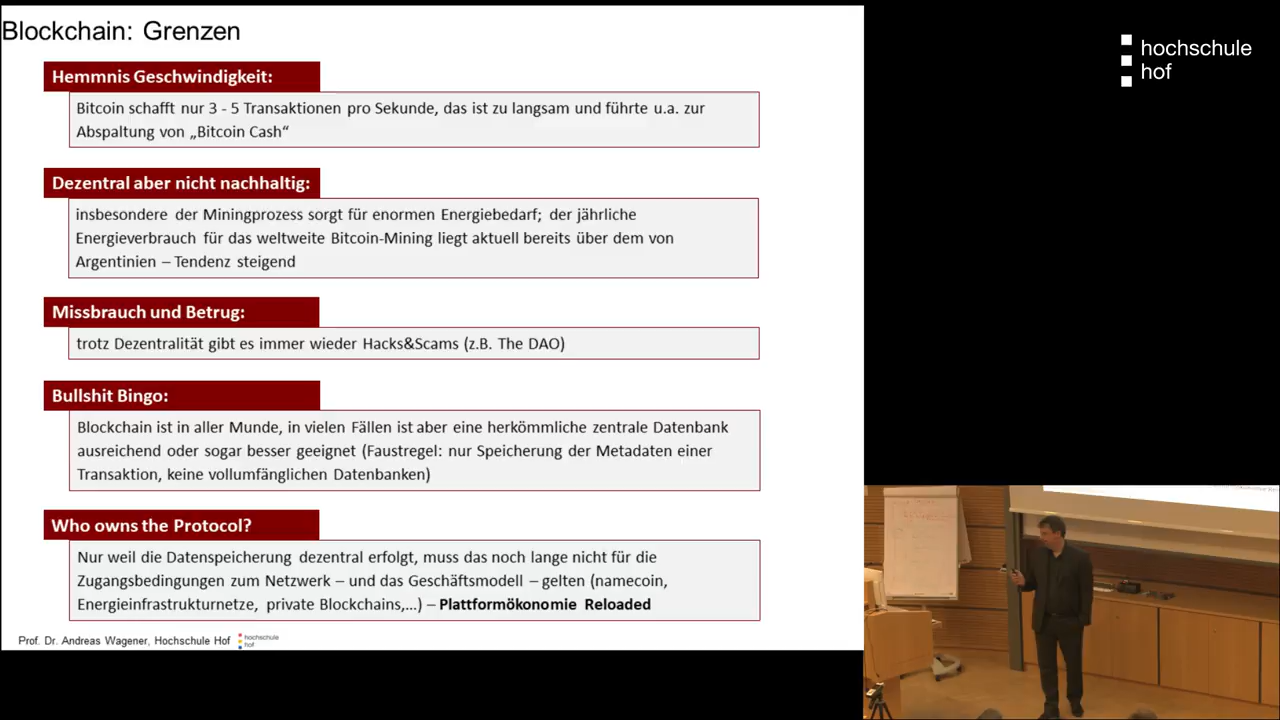 Blockchain: Grenzen
Hemmnis Geschwindigkeit:
Bitcoin schafft nur 3 - 5 Transaktionen pro Sekunde, das ist zu langsam und führte u.a. zur
Abspaltung von „Bitcoin Cash“
Dezentral aber nicht nachhaltig:
insbesondere der Miningprozess sorgt für enormen Energiebedarf; der jährliche
Energieverbrauch für das weltweite Bitcoin-Mining liegt aktuell bereits über dem von
Argentinien – Tendenz steigend
Missbrauch und Betrug:
trotz Dezentralität gibt es immer wieder Hacks&Scams (z.B. The DAO)
Bullshit Bingo:
Blockchain ist in aller Munde, in vielen Fällen ist aber eine herkömmliche zentrale Datenbank
ausreichend oder sogar besser geeignet (Faustregel: nur Speicherung der Metadaten einer
Transaktion, keine vollumfänglichen Datenbanken)
Who owns the Protocol?
Nur weil die Datenspeicherung dezentral erfolgt, muss das noch lange nicht für die
Zugangsbedingungen zum Netzwerk – und das Geschäftsmodell – gelten (namecoin,
Energieinfrastrukturnetze, private Blockchains,...) – Plattformökonomie Reloaded
Prof. Dr. Andreas Wagener, Hochschule Hof
hochschule
hof
hochschule
hof